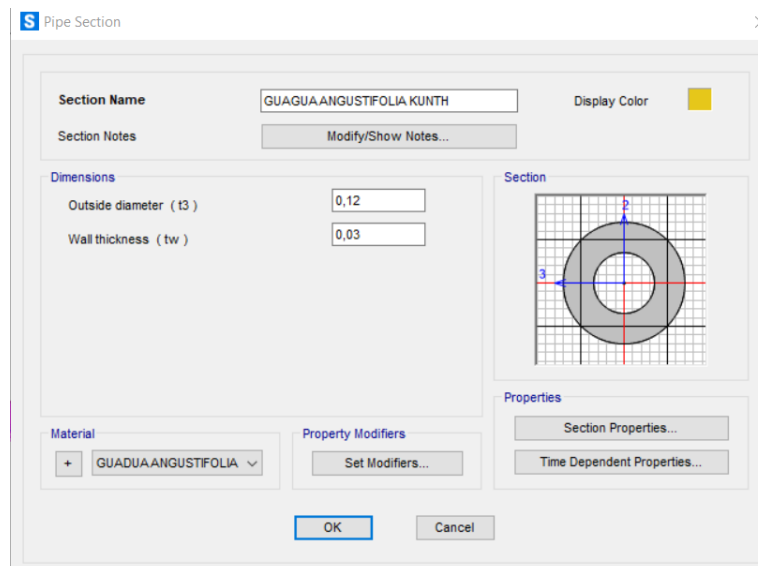 S Pipe Section
Section Name GUAGUA ANGUSTIFOLIA KUNTH Display Color
Section Notes Modify/Show Notes...
Dimensions
Outside diameter ( t3 ) 0,12
Wall thickness ( tw ) 0,03
Section
2
3
Properties
Section Properties...
Time Dependent Properties...
Material
+ GUADUA ANGUSTIFOLIA
Property Modifiers
Set Modifiers...
OK Cancel